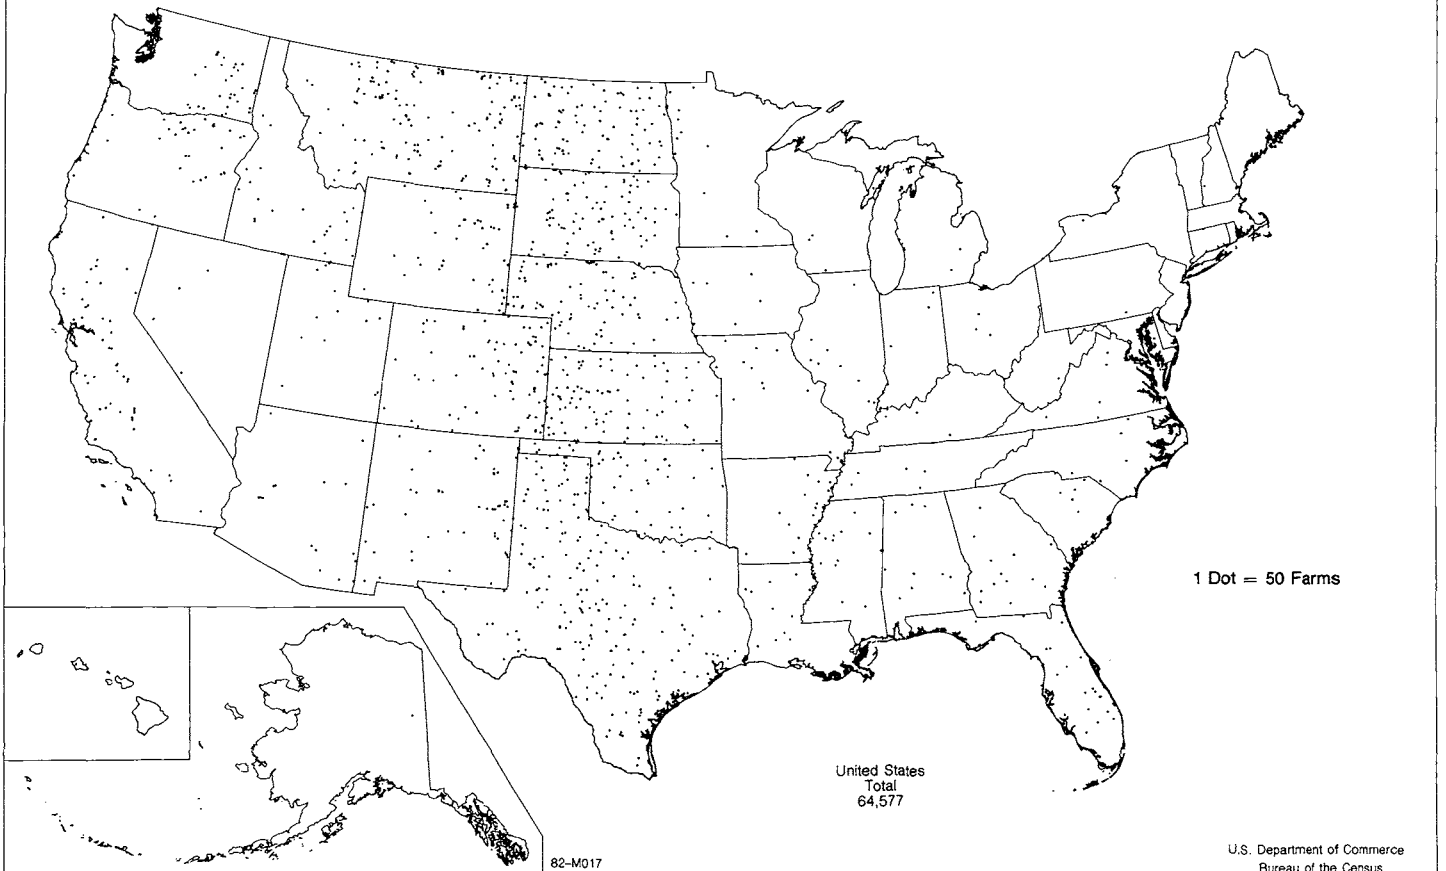 1 Dot = 50 Farms
United States
Total
64,577
82-M017
U.S. Department of Commerce
Bureau of the Census